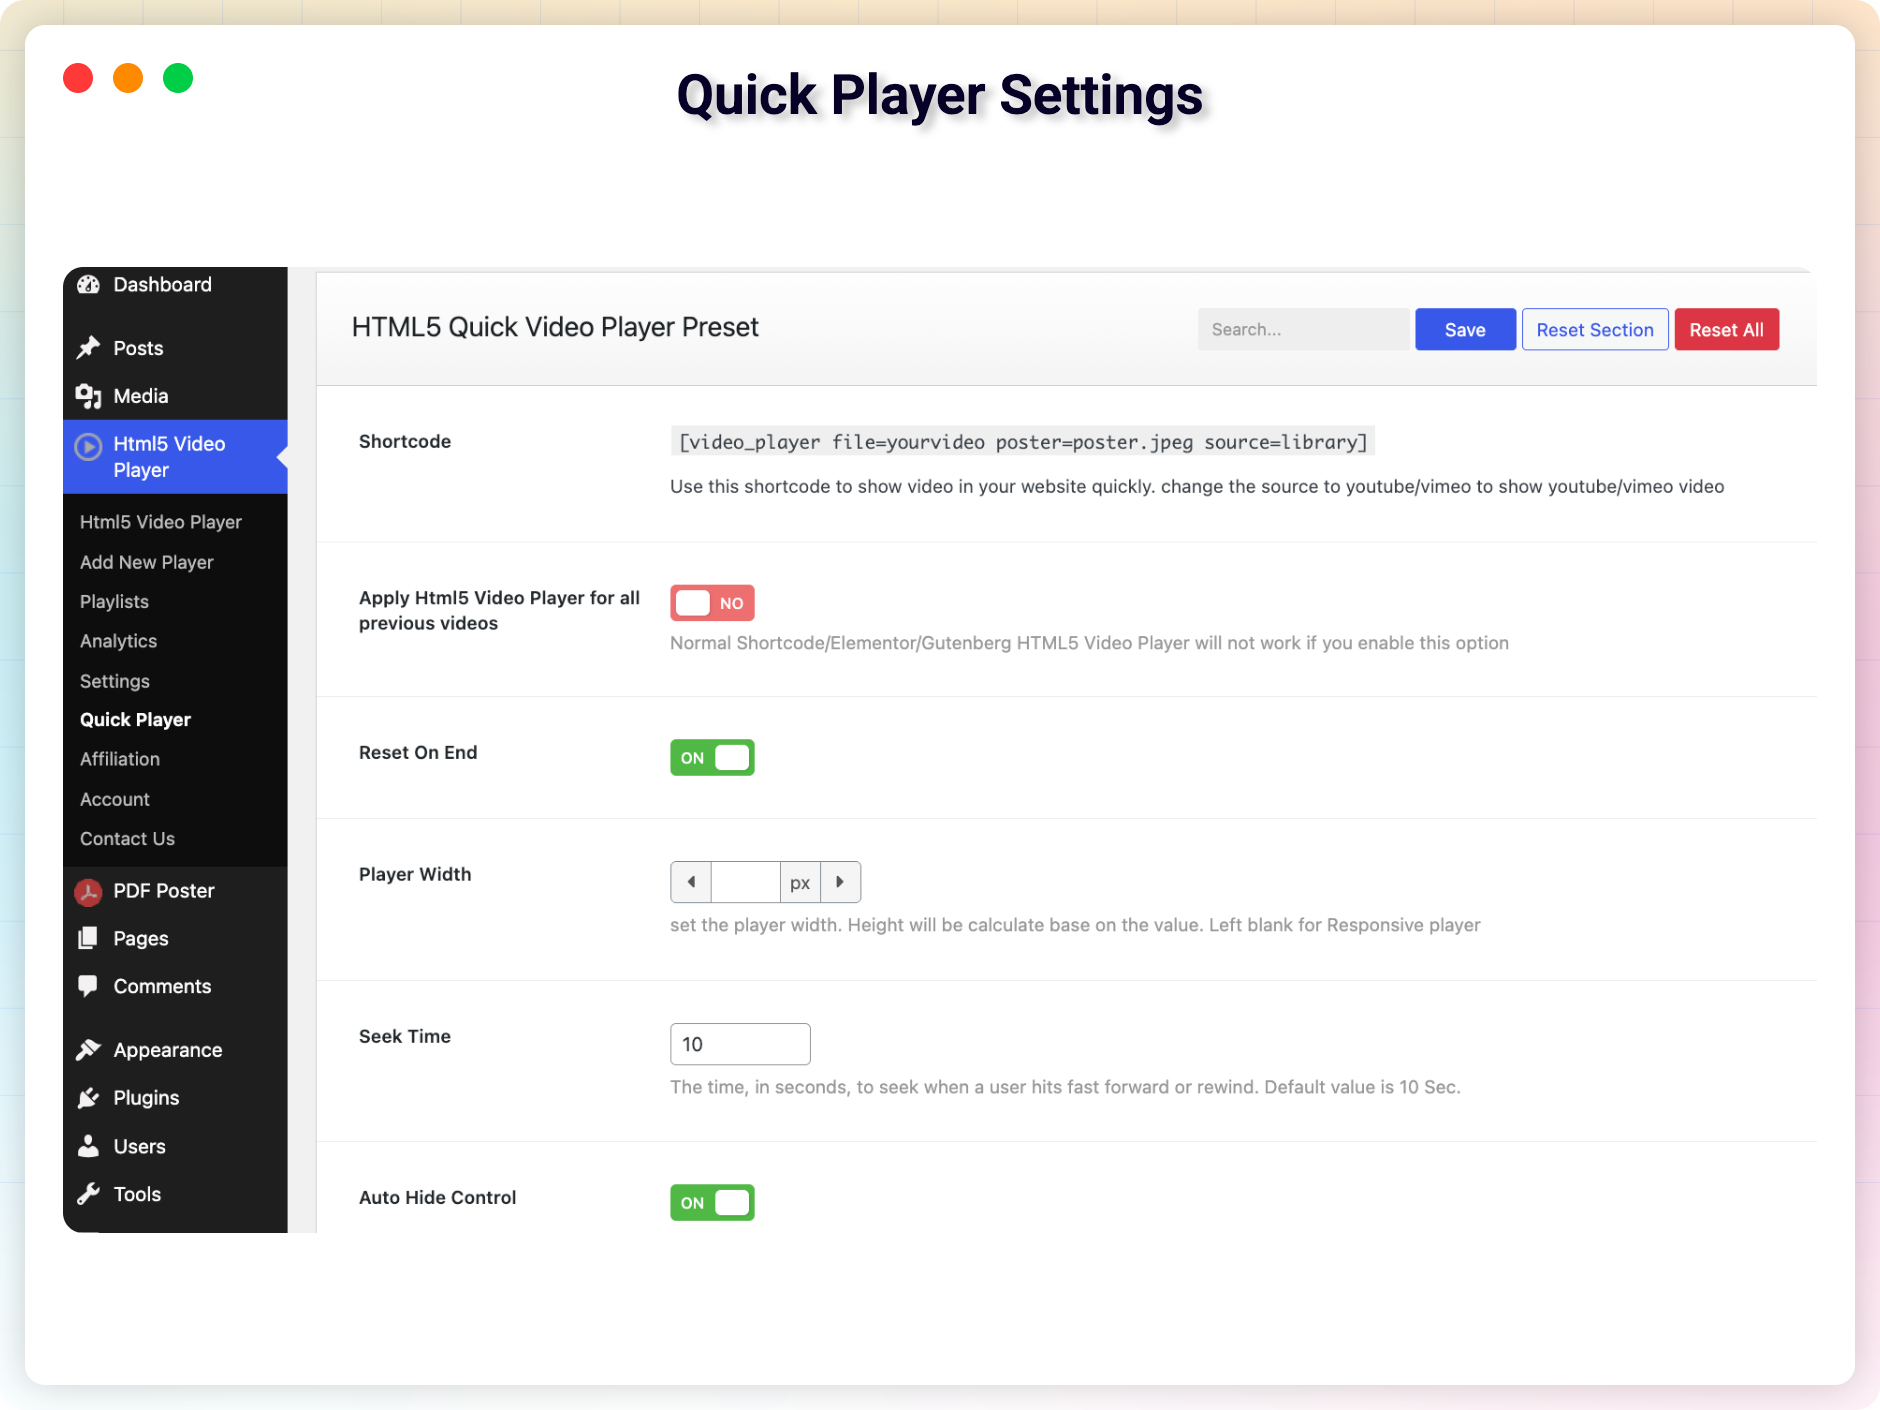 Quick Player Settings
Dashboard
Posts
Media
Html5 Video
Player
Html5 Video Player
Add New Player
Playlists
Analytics
Settings
Quick Player
Affiliation
Account
Contact Us
PDF Poster
Pages
Comments
Appearance
Plugins
Users
Tools
HTML5 Quick Video Player Preset
Search...
Save
Reset Section
Reset All
Shortcode
[video_player file=yourvideo poster=poster.jpeg source=library]
Use this shortcode to show video in your website quickly. change the source to youtube/vimeo to show youtube/vimeo video
Apply Html5 Video Player for all
previous videos
NO
Normal Shortcode/Elementor/Gutenberg HTML5 Video Player will not work if you enable this option
Reset On End
ON
Player Width
px
set the player width. Height will be calculate base on the value. Left blank for Responsive player
Seek Time
10
The time, in seconds, to seek when a user hits fast forward or rewind. Default value is 10 Sec.
Auto Hide Control
ON